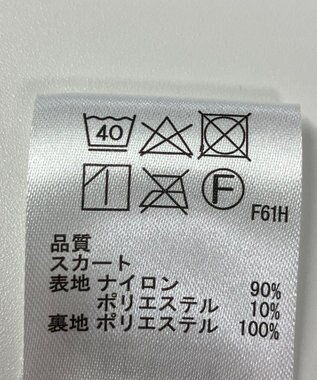 40
F
F61H
品質
スカート
表地 ナイロン 90%
ポリエステル 10%
裏地 ポリエステル 100%